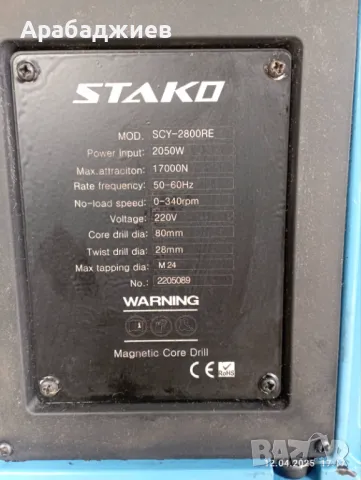 Арабаджиев
STAKO
MOD. SCY-2800RE
Power Input: 2050W
Max.attraciton: 17000N
Rate frequency: 50-60Hz
No-load speed: 0-340rpm
Voltage: 220V
Core drill dia: 80mm
Twist drill dia: 28mm
Max tapping dia: M24
No.: 2205089
WARNING
Magnetic Core Drill
CE RoHS
BAZAR
12.04.2025